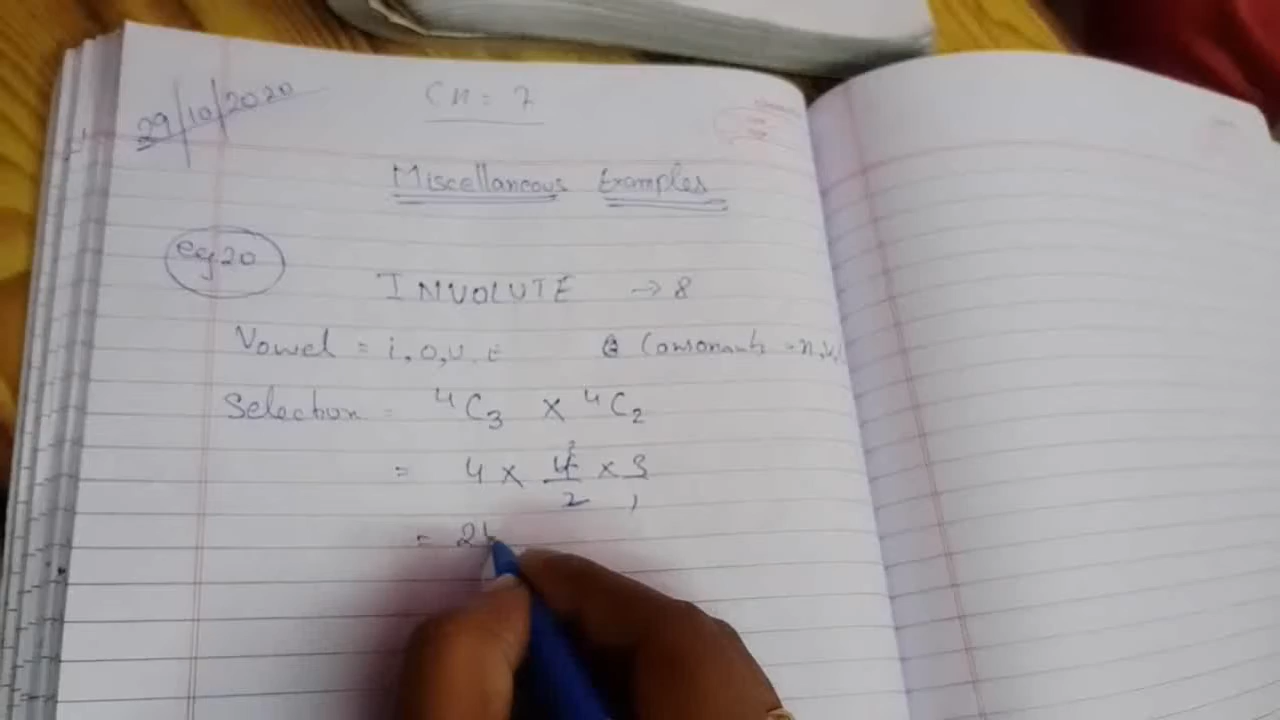 29/10/2020
CH = 7
Miscellaneous Examples
eg 20
INVOLUTE → 8
Vowel = i, o, u, e Consonants = n, v,
Selection = ⁴C₃ × ⁴C₂
= 4 × 4/2 × 3/1
= 24